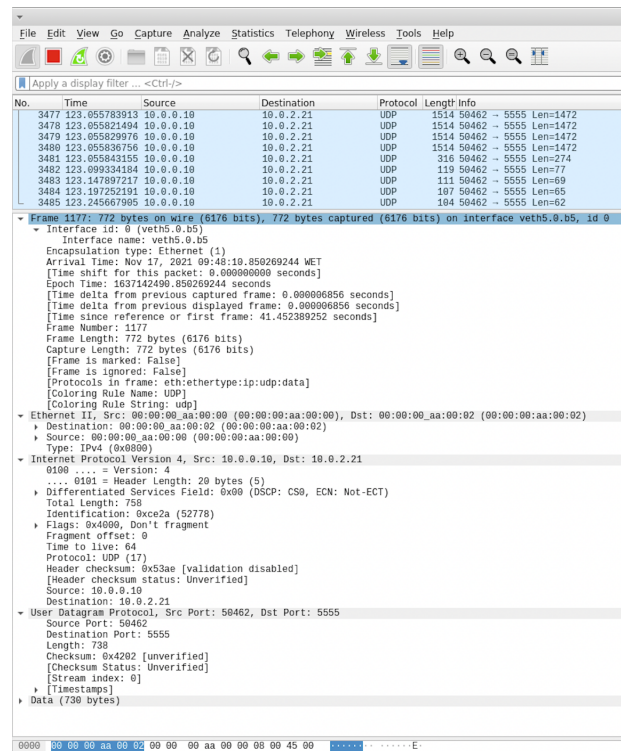 File Edit View Go Capture Analyze Statistics Telephony Wireless Tools Help
Apply a display filter ... <Ctrl-/>
No. Time Source Destination Protocol Length Info
3477 123.055783913 10.0.0.10 10.0.2.21 UDP 1514 50462 → 5555 Len=1472
3478 123.055821494 10.0.0.10 10.0.2.21 UDP 1514 50462 → 5555 Len=1472
3479 123.055829976 10.0.0.10 10.0.2.21 UDP 1514 50462 → 5555 Len=1472
3480 123.055836756 10.0.0.10 10.0.2.21 UDP 1514 50462 → 5555 Len=1472
3481 123.055843155 10.0.0.10 10.0.2.21 UDP 316 50462 → 5555 Len=274
3482 123.099334184 10.0.0.10 10.0.2.21 UDP 119 50462 → 5555 Len=77
3483 123.147897217 10.0.0.10 10.0.2.21 UDP 111 50462 → 5555 Len=69
3484 123.197252191 10.0.0.10 10.0.2.21 UDP 107 50462 → 5555 Len=65
3485 123.245667905 10.0.0.10 10.0.2.21 UDP 104 50462 → 5555 Len=62
Frame 1177: 772 bytes on wire (6176 bits), 772 bytes captured (6176 bits) on interface veth5.0.b5, id 0
Interface id: 0 (veth5.0.b5)
Interface name: veth5.0.b5
Encapsulation type: Ethernet (1)
Arrival Time: Nov 17, 2021 09:48:10.850269244 WET
[Time shift for this packet: 0.000000000 seconds]
Epoch Time: 1637142490.850269244 seconds
[Time delta from previous captured frame: 0.000006856 seconds]
[Time delta from previous displayed frame: 0.000006856 seconds]
[Time since reference or first frame: 41.452389252 seconds]
Frame Number: 1177
Frame Length: 772 bytes (6176 bits)
Capture Length: 772 bytes (6176 bits)
[Frame is marked: False]
[Frame is ignored: False]
[Protocols in frame: eth:ethertype:ip:udp:data]
[Coloring Rule Name: UDP]
[Coloring Rule String: udp]
Ethernet II, Src: 00:00:00_aa:00:00 (00:00:00:aa:00:00), Dst: 00:00:00_aa:00:02 (00:00:00:aa:00:02)
Destination: 00:00:00_aa:00:02 (00:00:00:aa:00:02)
Source: 00:00:00_aa:00:00 (00:00:00:aa:00:00)
Type: IPv4 (0x0800)
Internet Protocol Version 4, Src: 10.0.0.10, Dst: 10.0.2.21
0100 .... = Version: 4
.... 0101 = Header Length: 20 bytes (5)
Differentiated Services Field: 0x00 (DSCP: CS0, ECN: Not-ECT)
Total Length: 758
Identification: 0xce2a (52778)
Flags: 0x4000, Don't fragment
Fragment offset: 0
Time to live: 64
Protocol: UDP (17)
Header checksum: 0x53ae [validation disabled]
[Header checksum status: Unverified]
Source: 10.0.0.10
Destination: 10.0.2.21
User Datagram Protocol, Src Port: 50462, Dst Port: 5555
Source Port: 50462
Destination Port: 5555
Length: 738
Checksum: 0x4202 [unverified]
[Checksum Status: Unverified]
[Stream index: 0]
[Timestamps]
Data (730 bytes)
0000 00 00 00 aa 00 02 00 00 00 aa 00 00 08 00 45 00 ········ ······E·